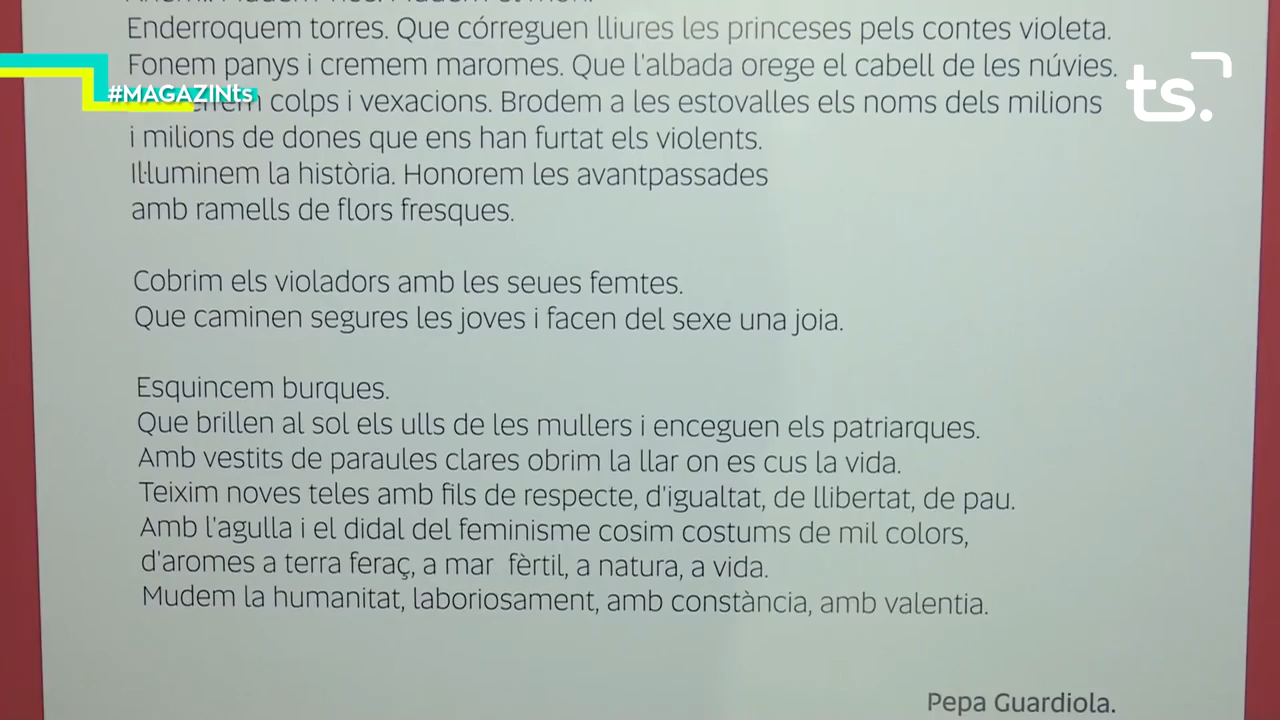 Enderroquem torres. Que córreguen lliures les princeses pels contes violeta.
Fonem panys i cremem maromes. Que l'albada orege el cabell de les núvies.
#MAGAZINts
ts.
colps i vexacions. Brodem a les estovalles els noms dels milions
i milions de dones que ens han furtat els violents.
Il·luminem la història. Honorem les avantpassades
amb ramells de flors fresques.
Cobrim els violadors amb les seues femtes.
Que caminen segures les joves i facen del sexe una joia.
Esquincem burques.
Que brillen al sol els ulls de les mullers i enceguen els patriarques.
Amb vestits de paraules clares obrim la llar on es cus la vida.
Teixim noves teles amb fils de respecte, d'igualtat, de llibertat, de pau.
Amb l'agulla i el didal del feminisme cosim costums de mil colors,
d'aromes a terra feraç, a mar fèrtil, a natura, a vida.
Mudem la humanitat, laboriosament, amb constància, amb valentia.
Pepa Guardiola.